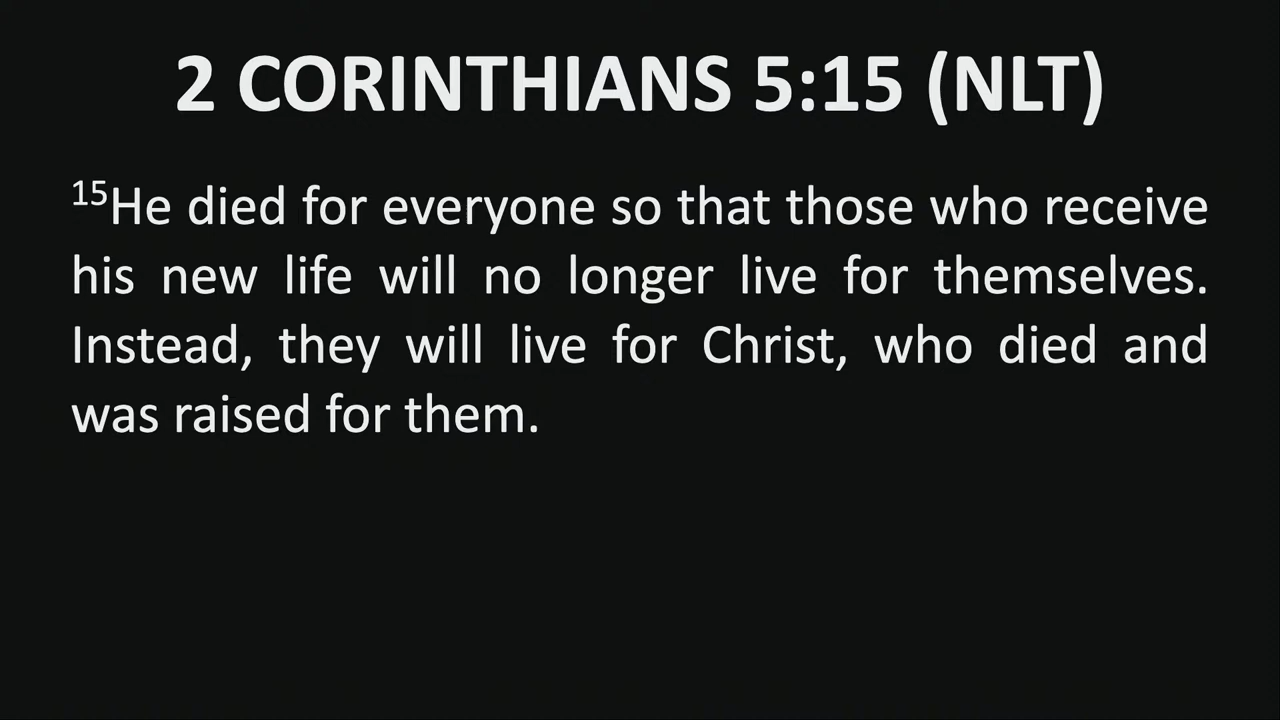 2 CORINTHIANS 5:15 (NLT)
15He died for everyone so that those who receive
his new life will no longer live for themselves.
Instead, they will live for Christ, who died and
was raised for them.